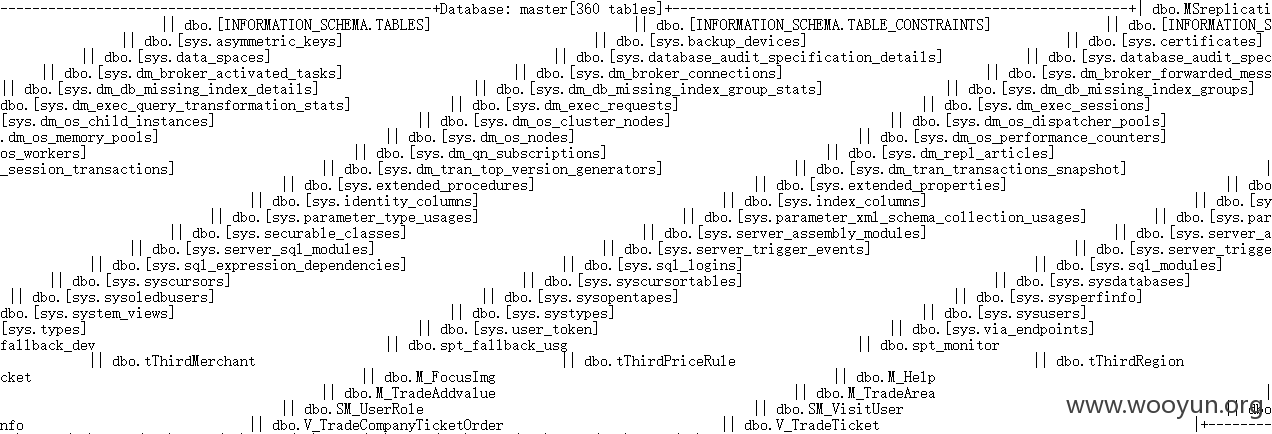 +Database: master[360 tables]+ | dbo.MSreplicati
|| dbo.[INFORMATION_SCHEMA.TABLES] || dbo.[INFORMATION_SCHEMA.TABLE_CONSTRAINTS] || dbo.[INFORMATION_S
|| dbo.[sys.asymmetric_keys] || dbo.[sys.backup_devices] || dbo.[sys.certificates]
|| dbo.[sys.data_spaces] || dbo.[sys.database_audit_specification_details] || dbo.[sys.database_audit_spec
|| dbo.[sys.dm_broker_activated_tasks] || dbo.[sys.dm_broker_connections] || dbo.[sys.dm_broker_forwarded_mess
|| dbo.[sys.dm_db_missing_index_details] || dbo.[sys.dm_db_missing_index_group_stats] || dbo.[sys.dm_db_missing_index_groups]
dbo.[sys.dm_exec_query_transformation_stats] || dbo.[sys.dm_exec_requests] || dbo.[sys.dm_exec_sessions]
[sys.dm_os_child_instances] || dbo.[sys.dm_os_cluster_nodes] || dbo.[sys.dm_os_dispatcher_pools]
.dm_os_memory_pools] || dbo.[sys.dm_os_nodes] || dbo.[sys.dm_os_performance_counters]
os_workers] || dbo.[sys.dm_qn_subscriptions] || dbo.[sys.dm_repl_articles]
_session_transactions] || dbo.[sys.dm_tran_top_version_generators] || dbo.[sys.dm_tran_transactions_snapshot] |
|| dbo.[sys.extended_procedures] || dbo.[sys.extended_properties] || dbo
|| dbo.[sys.identity_columns] || dbo.[sys.index_columns] || dbo.[sy
|| dbo.[sys.parameter_type_usages] || dbo.[sys.parameter_xml_schema_collection_usages] || dbo.[sys.par
|| dbo.[sys.securable_classes] || dbo.[sys.server_assembly_modules] || dbo.[sys.server_a
|| dbo.[sys.server_sql_modules] || dbo.[sys.server_trigger_events] || dbo.[sys.server_trigge
|| dbo.[sys.sql_expression_dependencies] || dbo.[sys.sql_logins] || dbo.[sys.sql_modules]
|| dbo.[sys.syscursors] || dbo.[sys.syscursortables] || dbo.[sys.sysdatabases]
|| dbo.[sys.sysoledbusers] || dbo.[sys.sysopentapes] || dbo.[sys.sysperfinfo]
dbo.[sys.system_views] || dbo.[sys.systypes] || dbo.[sys.sysusers]
[sys.types] || dbo.[sys.user_token] || dbo.[sys.via_endpoints]
fallback_dev || dbo.spt_fallback_usg || dbo.spt_monitor
|| dbo.tThirdMerchant || dbo.tThirdPriceRule || dbo.tThirdRegion
cket || dbo.M_FocusImg || dbo.M_Help
|| dbo.M_TradeAddvalue || dbo.M_TradeArea |
|| dbo.SM_UserRole || dbo.SM_VisitUser || dbo
nfo || dbo.V_TradeCompanyTicketOrder || dbo.V_TradeTicket |+--------
www.wooyun.org